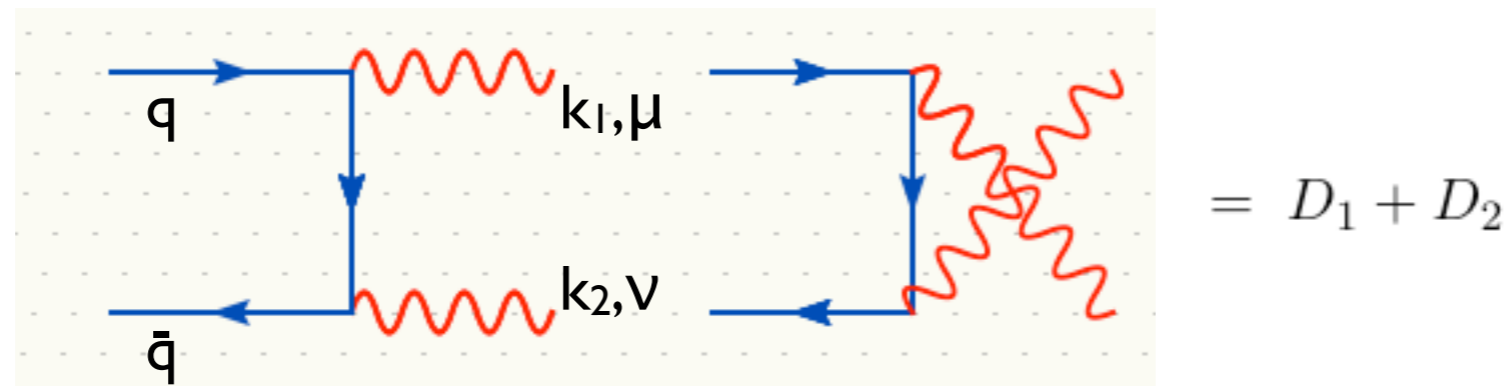 q
k₁,μ
= D₁ + D₂
k₂,ν
q̄